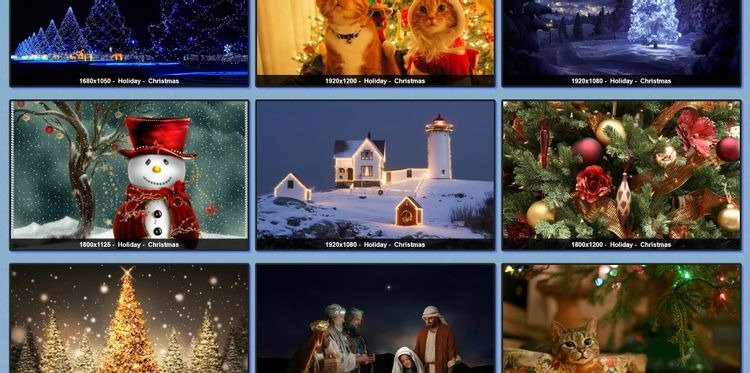 1680x1050 - Holiday - Christmas
1920x1200 - Holiday - Christmas
1920x1080 - Holiday - Christmas
1800x1125 - Holiday - Christmas
1920x1080 - Holiday - Christmas
1800x1200 - Holiday - Christmas